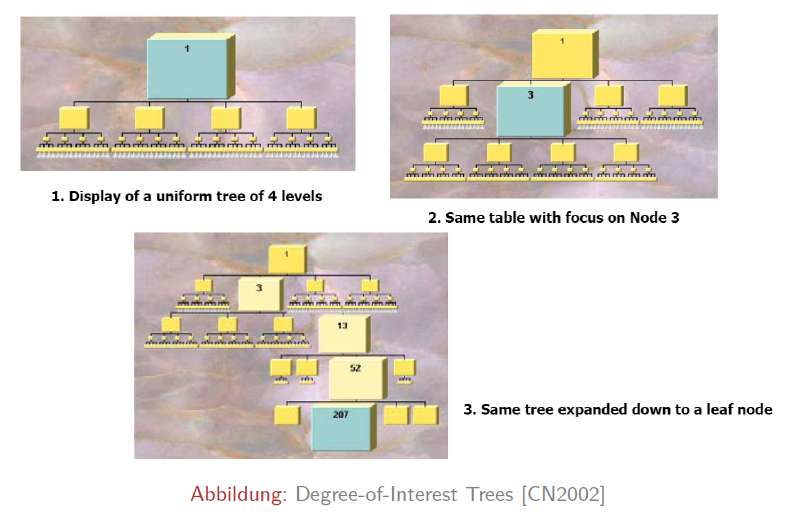 1
1. Display of a uniform tree of 4 levels
1
3
2. Same table with focus on Node 3
1
3
13
52
207
3. Same tree expanded down to a leaf node
Abbildung: Degree-of-Interest Trees [CN2002]